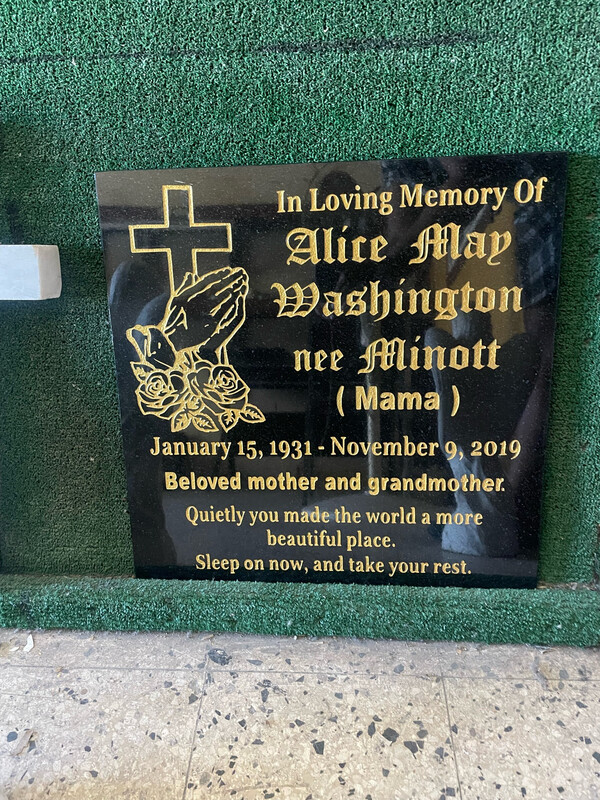 In Loving Memory Of
Alice May
Washington
nee Minott
( Mama )
January 15, 1931 - November 9, 2019
Beloved mother and grandmother.
Quietly you made the world a more
beautiful place.
Sleep on now, and take your rest.